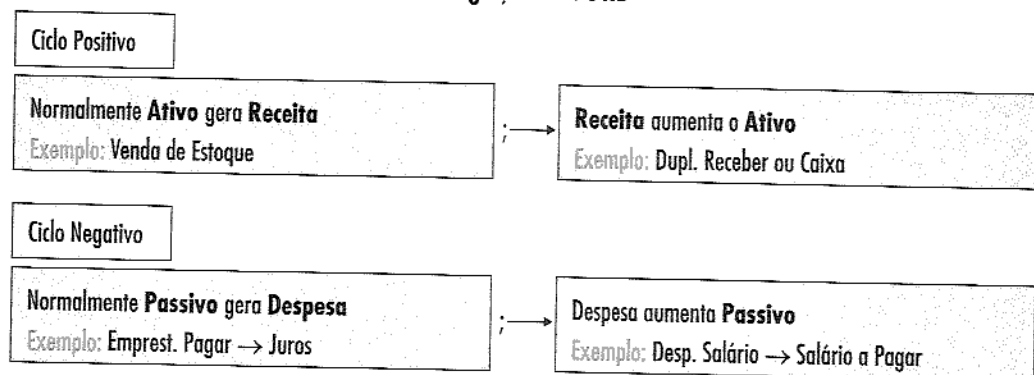 Ciclo Positivo
Normalmente Ativo gera Receita
Exemplo: Venda de Estoque
; →
Receita aumenta o Ativo
Exemplo: Dupl. Receber ou Caixa
Ciclo Negativo
Normalmente Passivo gera Despesa
Exemplo: Emprest. Pagar → Juros
; →
Despesa aumenta Passivo
Exemplo: Desp. Salário → Salário a Pagar